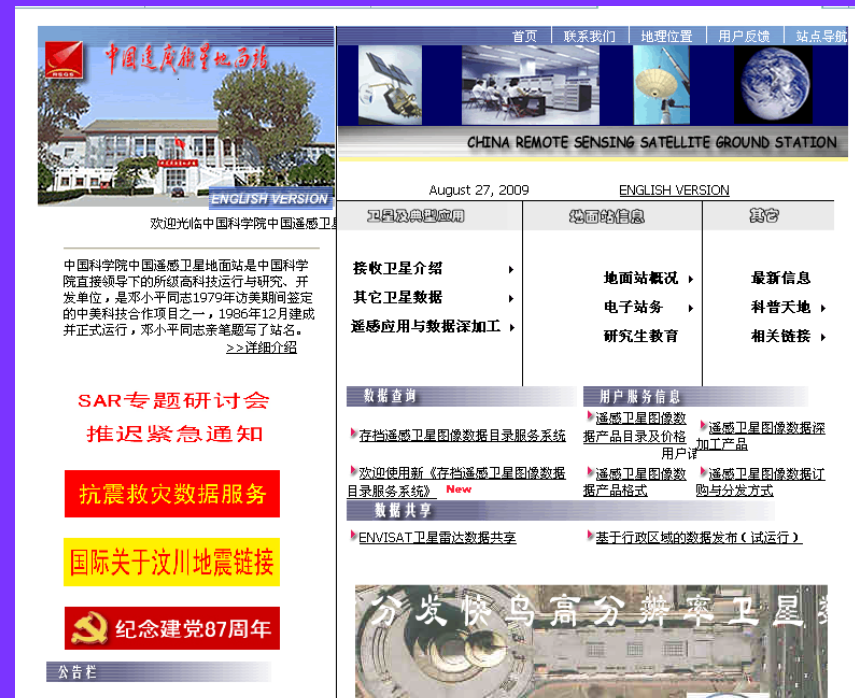 首页 | 联系我们 | 地理位置 | 用户反馈 | 站点导航
RSGS
中国遥感卫星地面站
CHINA REMOTE SENSING SATELLITE GROUND STATION
ENGLISH VERSION
August 27, 2009
ENGLISH VERSION
欢迎光临中国科学院中国遥感卫星
卫星及典型应用
地面站信息
其它
中国科学院中国遥感卫星地面站是中国科学
院直接领导下的所级高科技运行与研究、开
发单位，是邓小平同志1979年访美期间签定
的中美科技合作项目之一，1986年12月建成
并正式运行，邓小平同志亲笔题写了站名。
>>详细介绍
接收卫星介绍
其它卫星数据
遥感应用与数据深加工
地面站概况
电子站务
研究生教育
最新信息
科普天地
相关链接
SAR专题研讨会
推迟紧急通知
抗震救灾数据服务
国际关于汶川地震链接
纪念建党87周年
公告栏
数据查询
存档遥感卫星图像数据目录服务系统
欢迎使用新《存档遥感卫星图像数据
目录服务系统》 New
用户服务信息
遥感卫星图像数
据产品目录及价格
用户详
遥感卫星图像数据深
加工产品
遥感卫星图像数
据产品格式
遥感卫星图像数据订
购与分发方式
数据共享
ENVISAT卫星雷达数据共享
基于行政区域的数据发布（试运行）
分发快鸟高分辨率卫星数